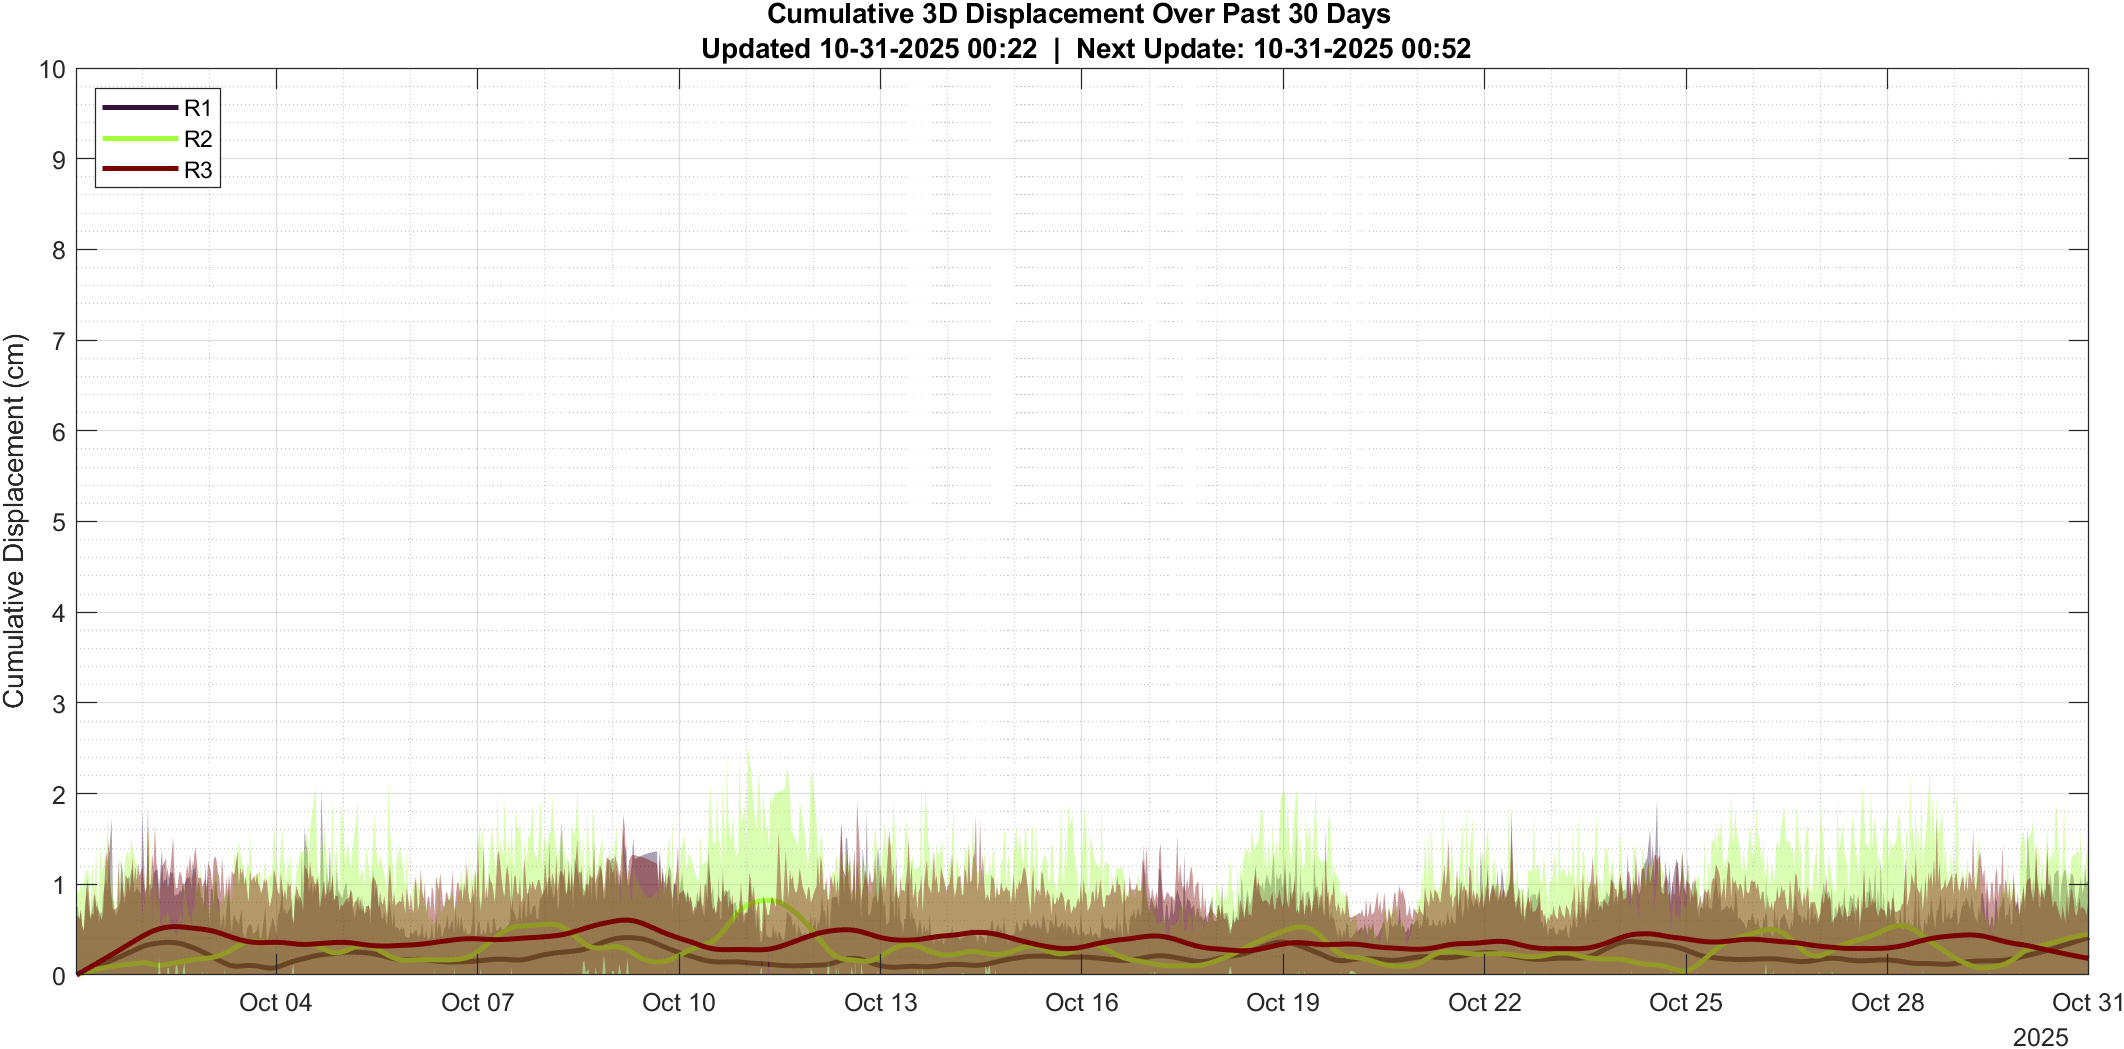 Cumulative 3D Displacement Over Past 30 Days
Updated 10-31-2025 00:22 | Next Update: 10-31-2025 00:52
R1
R2
R3
Cumulative Displacement (cm)
10
9
8
7
6
5
4
3
2
1
0
Oct 04
Oct 07
Oct 10
Oct 13
Oct 16
Oct 19
Oct 22
Oct 25
Oct 28
Oct 31
2025